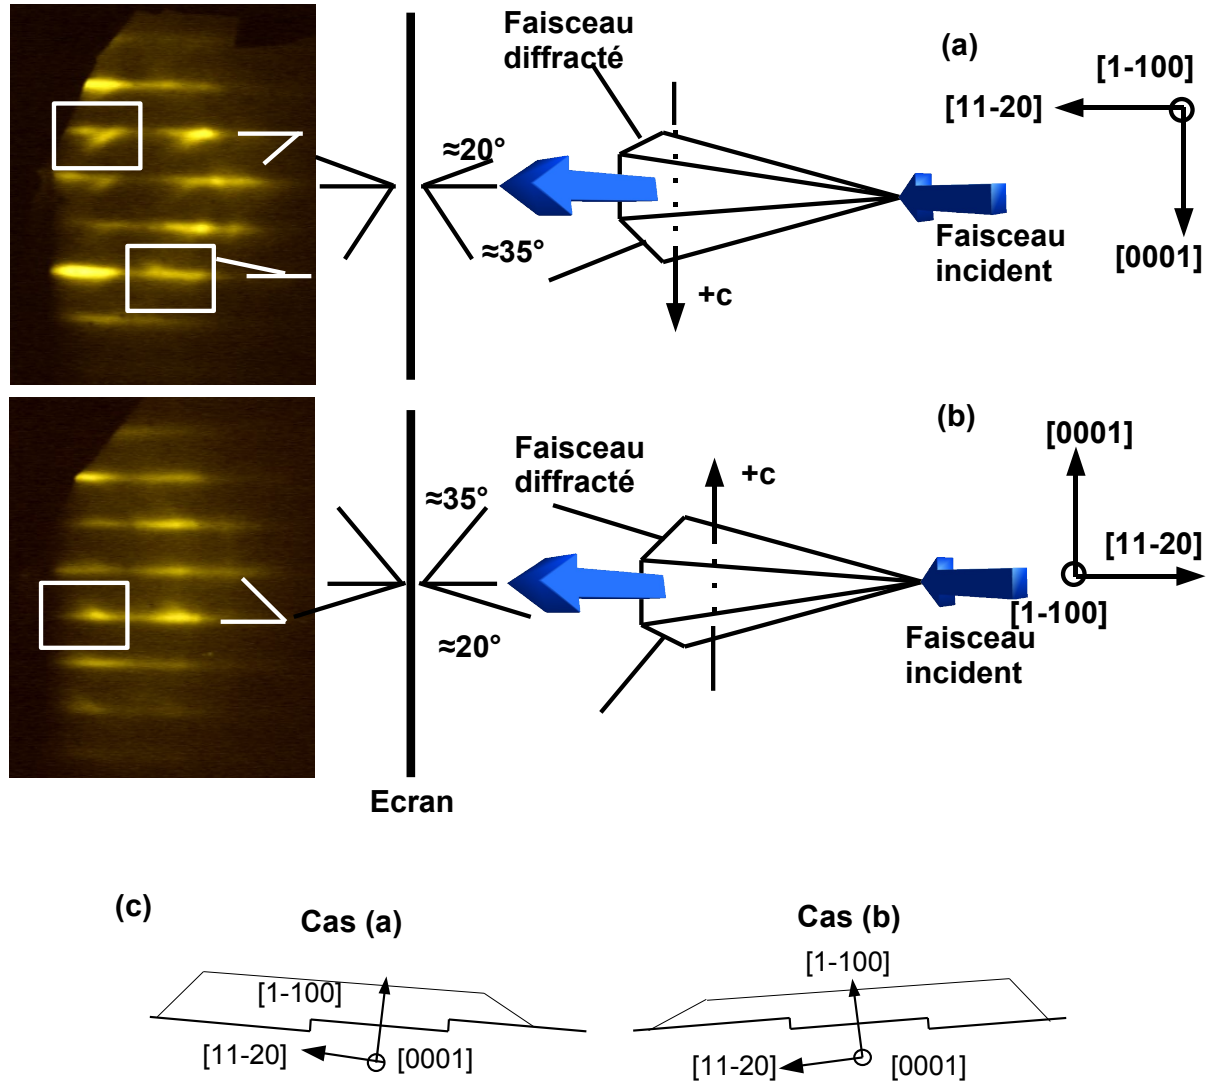 Faisceau
diffracté
(a)
[1-100]
[11-20]
≈20°
≈35°
Faisceau
incident
[0001]
+c
(b)
[0001]
Faisceau
diffracté
+c
≈35°
[11-20]
[1-100]
≈20°
Faisceau
incident
Ecran
(c)
Cas (a)
Cas (b)
[1-100]
[1-100]
[11-20]
[0001]
[11-20]
[0001]